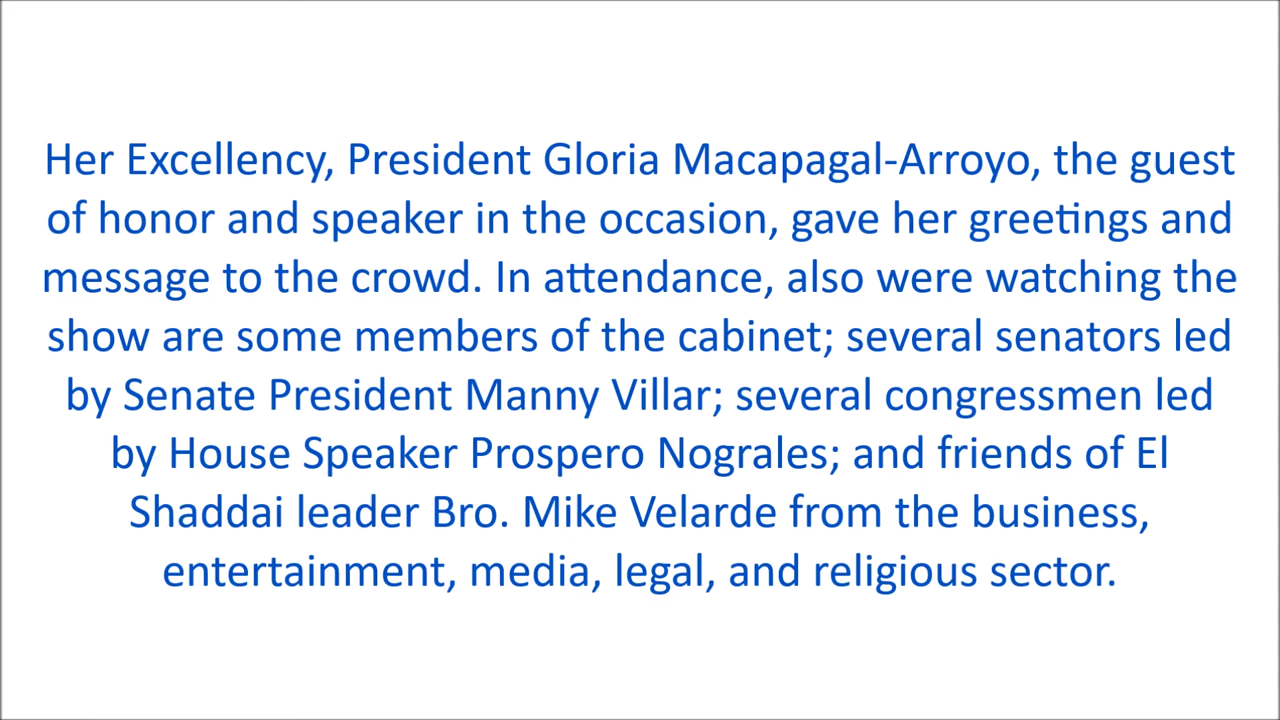 Her Excellency, President Gloria Macapagal-Arroyo, the guest
of honor and speaker in the occasion, gave her greetings and
message to the crowd. In attendance, also were watching the
show are some members of the cabinet; several senators led
by Senate President Manny Villar; several congressmen led
by House Speaker Prospero Nograles; and friends of El
Shaddai leader Bro. Mike Velarde from the business,
entertainment, media, legal, and religious sector.